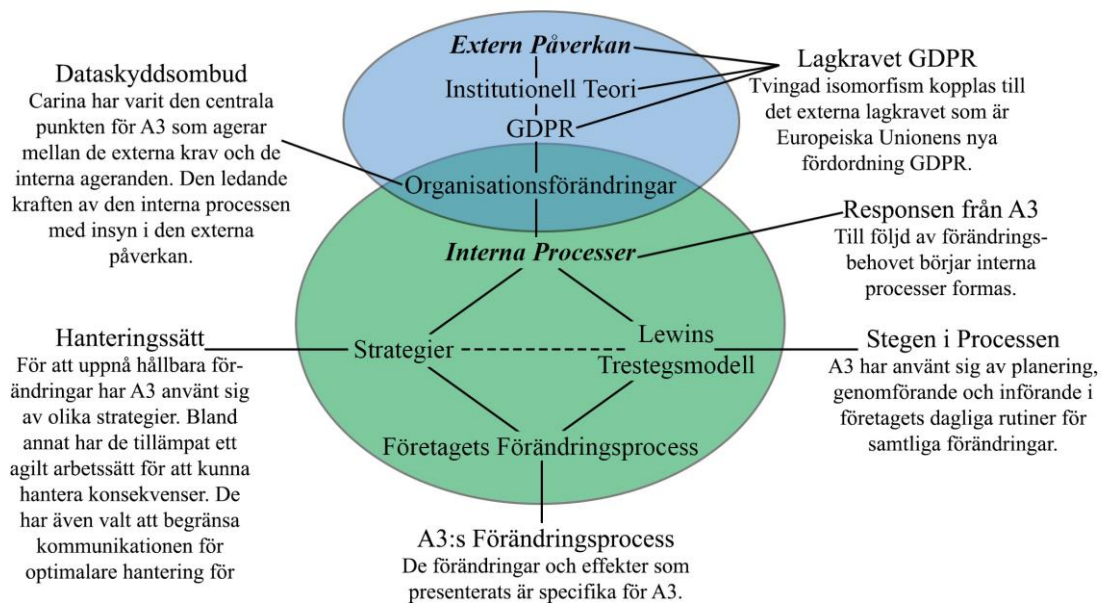 Extern Påverkan
Institutionell Teori
GDPR
Organisationsförändringar
Interna Processer
Strategier
Lewins
Trestegsmodell
Företagets Förändringsprocess
Dataskyddsombud
Carina har varit den centrala
punkten för A3 som agerar
mellan de externa krav och de
interna ageranden. Den ledande
kraften av den interna processen
med insyn i den externa
påverkan.
Lagkravet GDPR
Tvingad isomorfism kopplas till
det externa lagkravet som är
Europeiska Unionens nya
fördordning GDPR.
Responsen från A3
Till följd av förändrings-
behovet börjar interna
processer formas.
Hanteringssätt
För att uppnå hållbara för-
ändringar har A3 använt sig
av olika strategier. Bland
annat har de tillämpat ett
agilt arbetssätt för att kunna
hantera konsekvenser. De
har även valt att begränsa
kommunikationen för
optimalare hantering för
Stegen i Processen
A3 har använt sig av planering,
genomförande och införande i
företagets dagliga rutiner för
samtliga förändringar.
A3:s Förändringsprocess
De förändringar och effekter som
presenterats är specifika för A3.